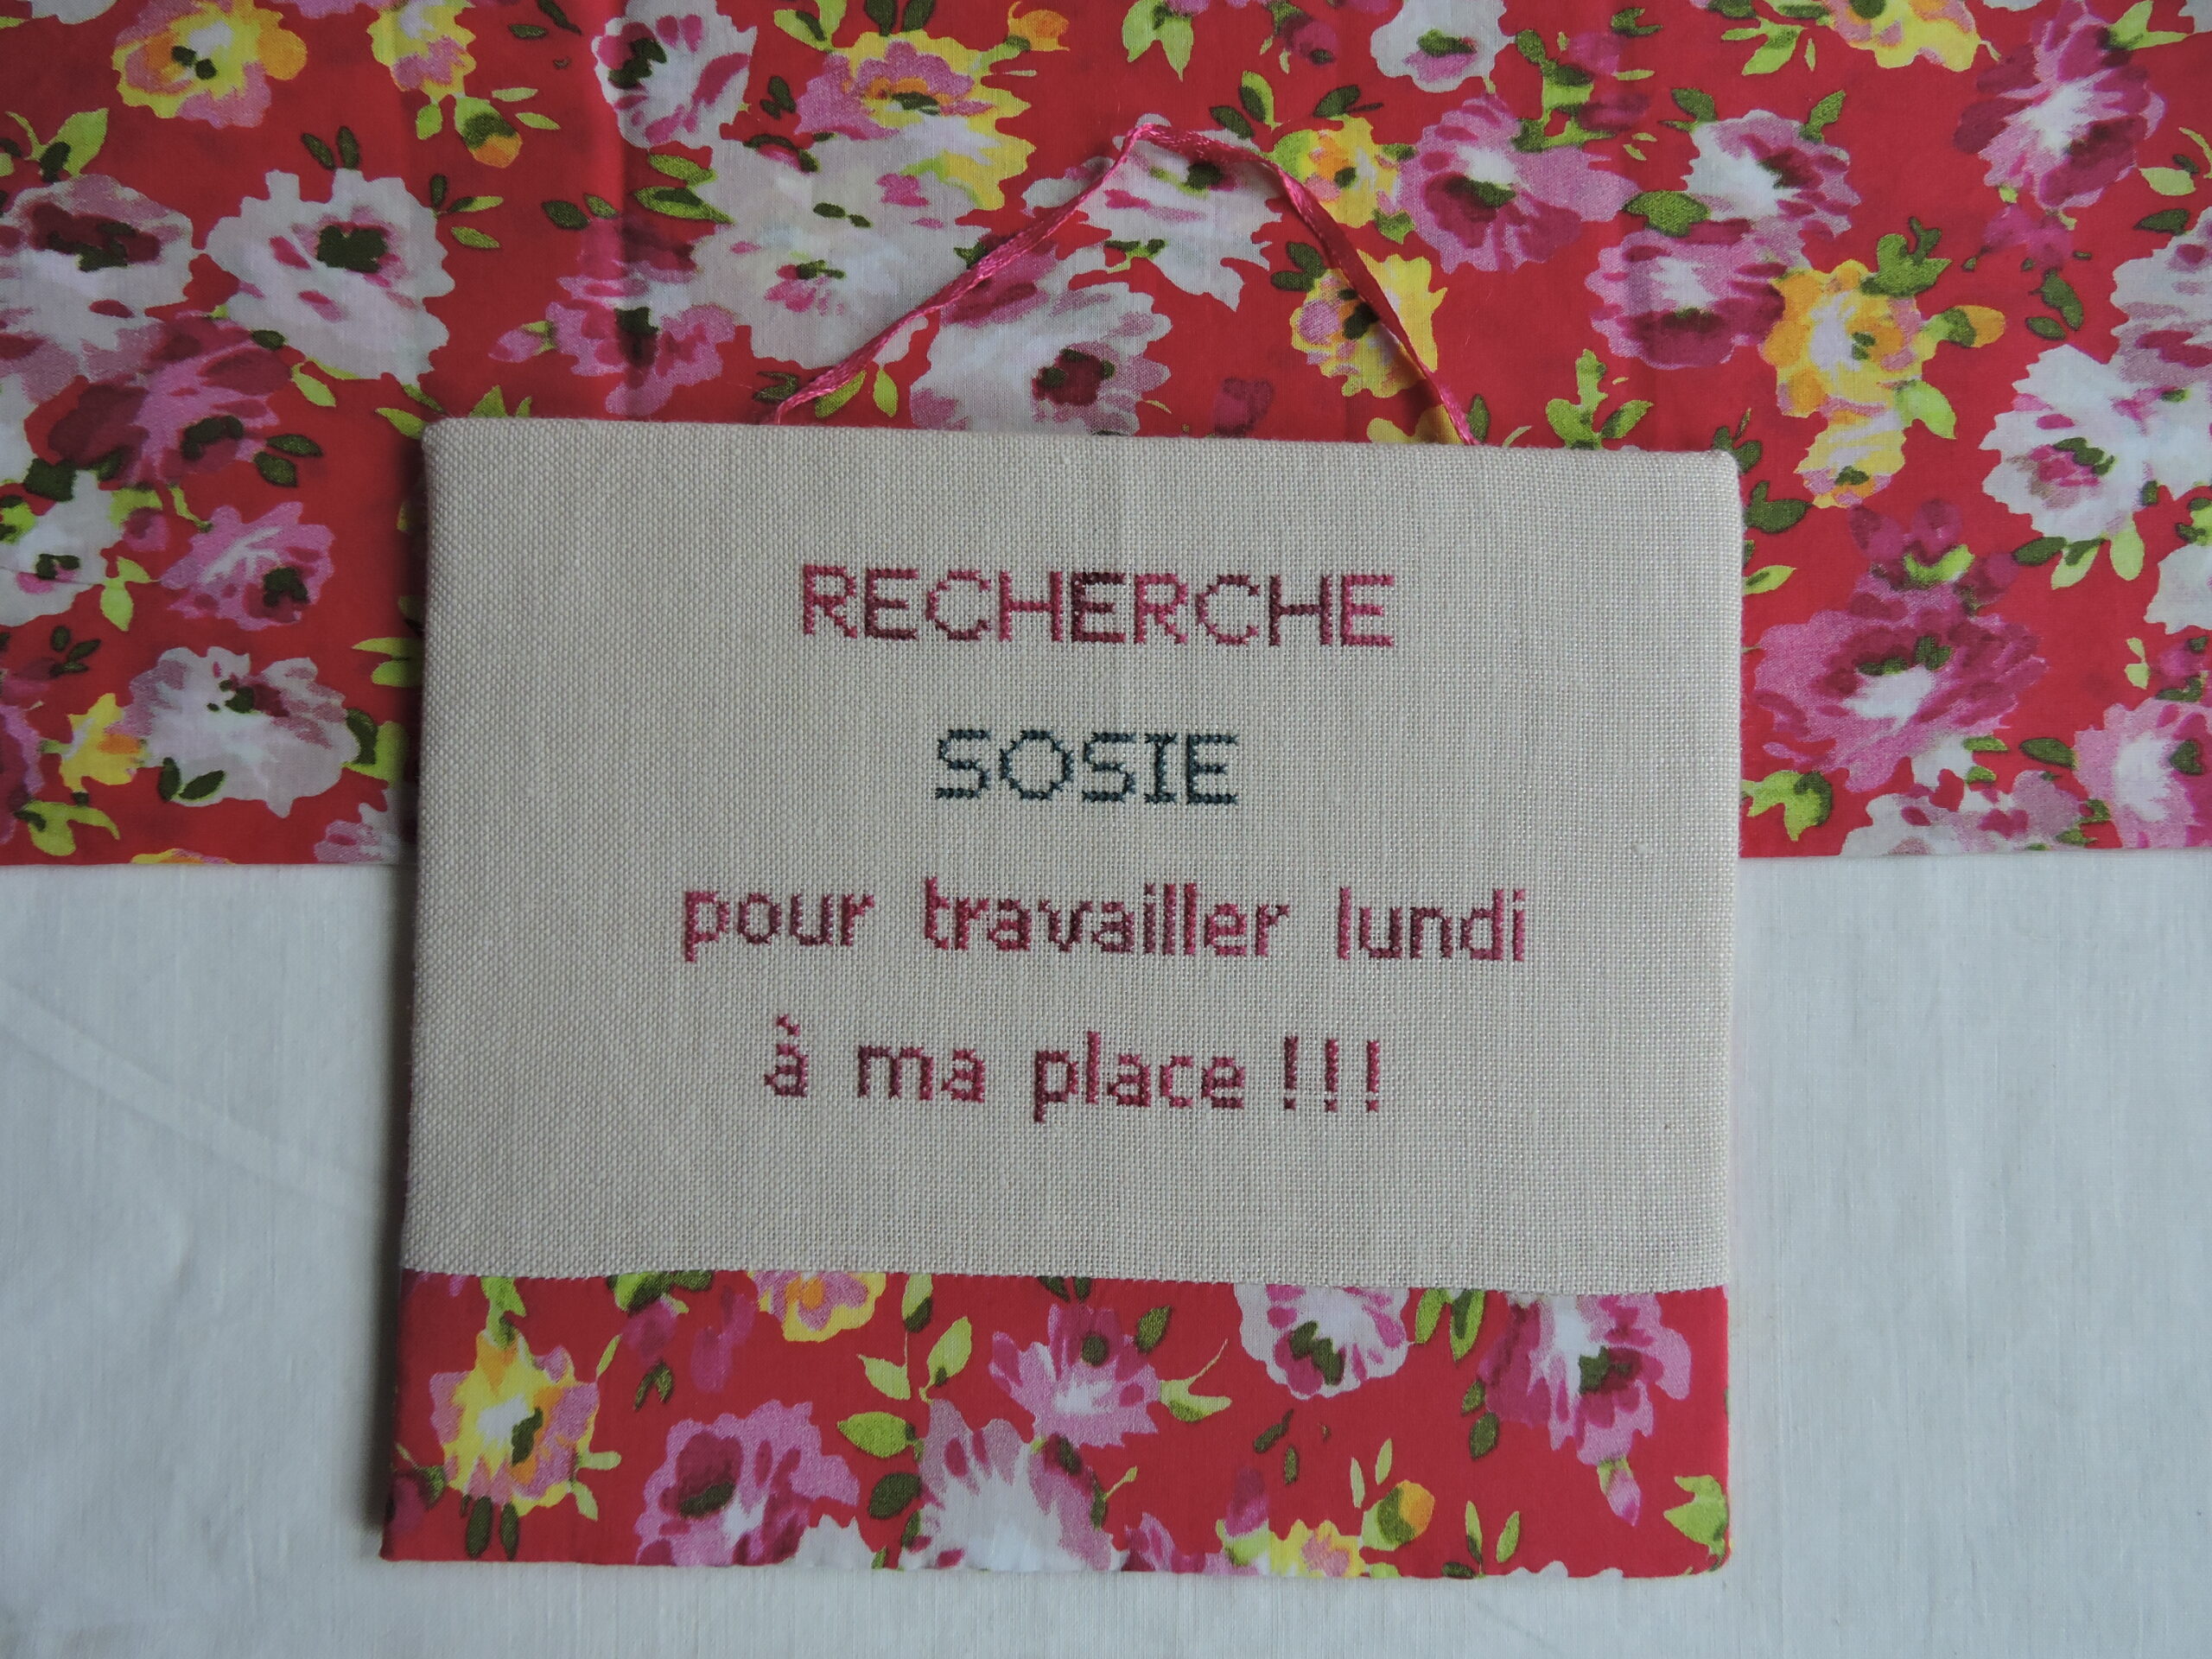 RECHERCHE
SOSIE
pour travailler lundi
à ma place !!!